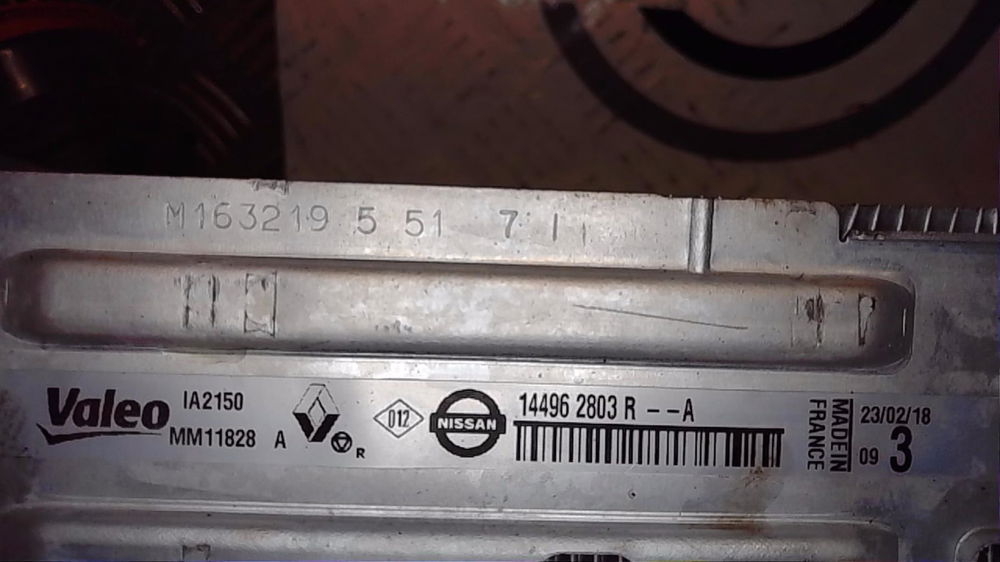 M163219 5 51 7 I
Valeo
IA2150
MM11828 A
R
012
NISSAN
14496 2803 R --A
MADE IN
FRANCE
23/02/18
09 3